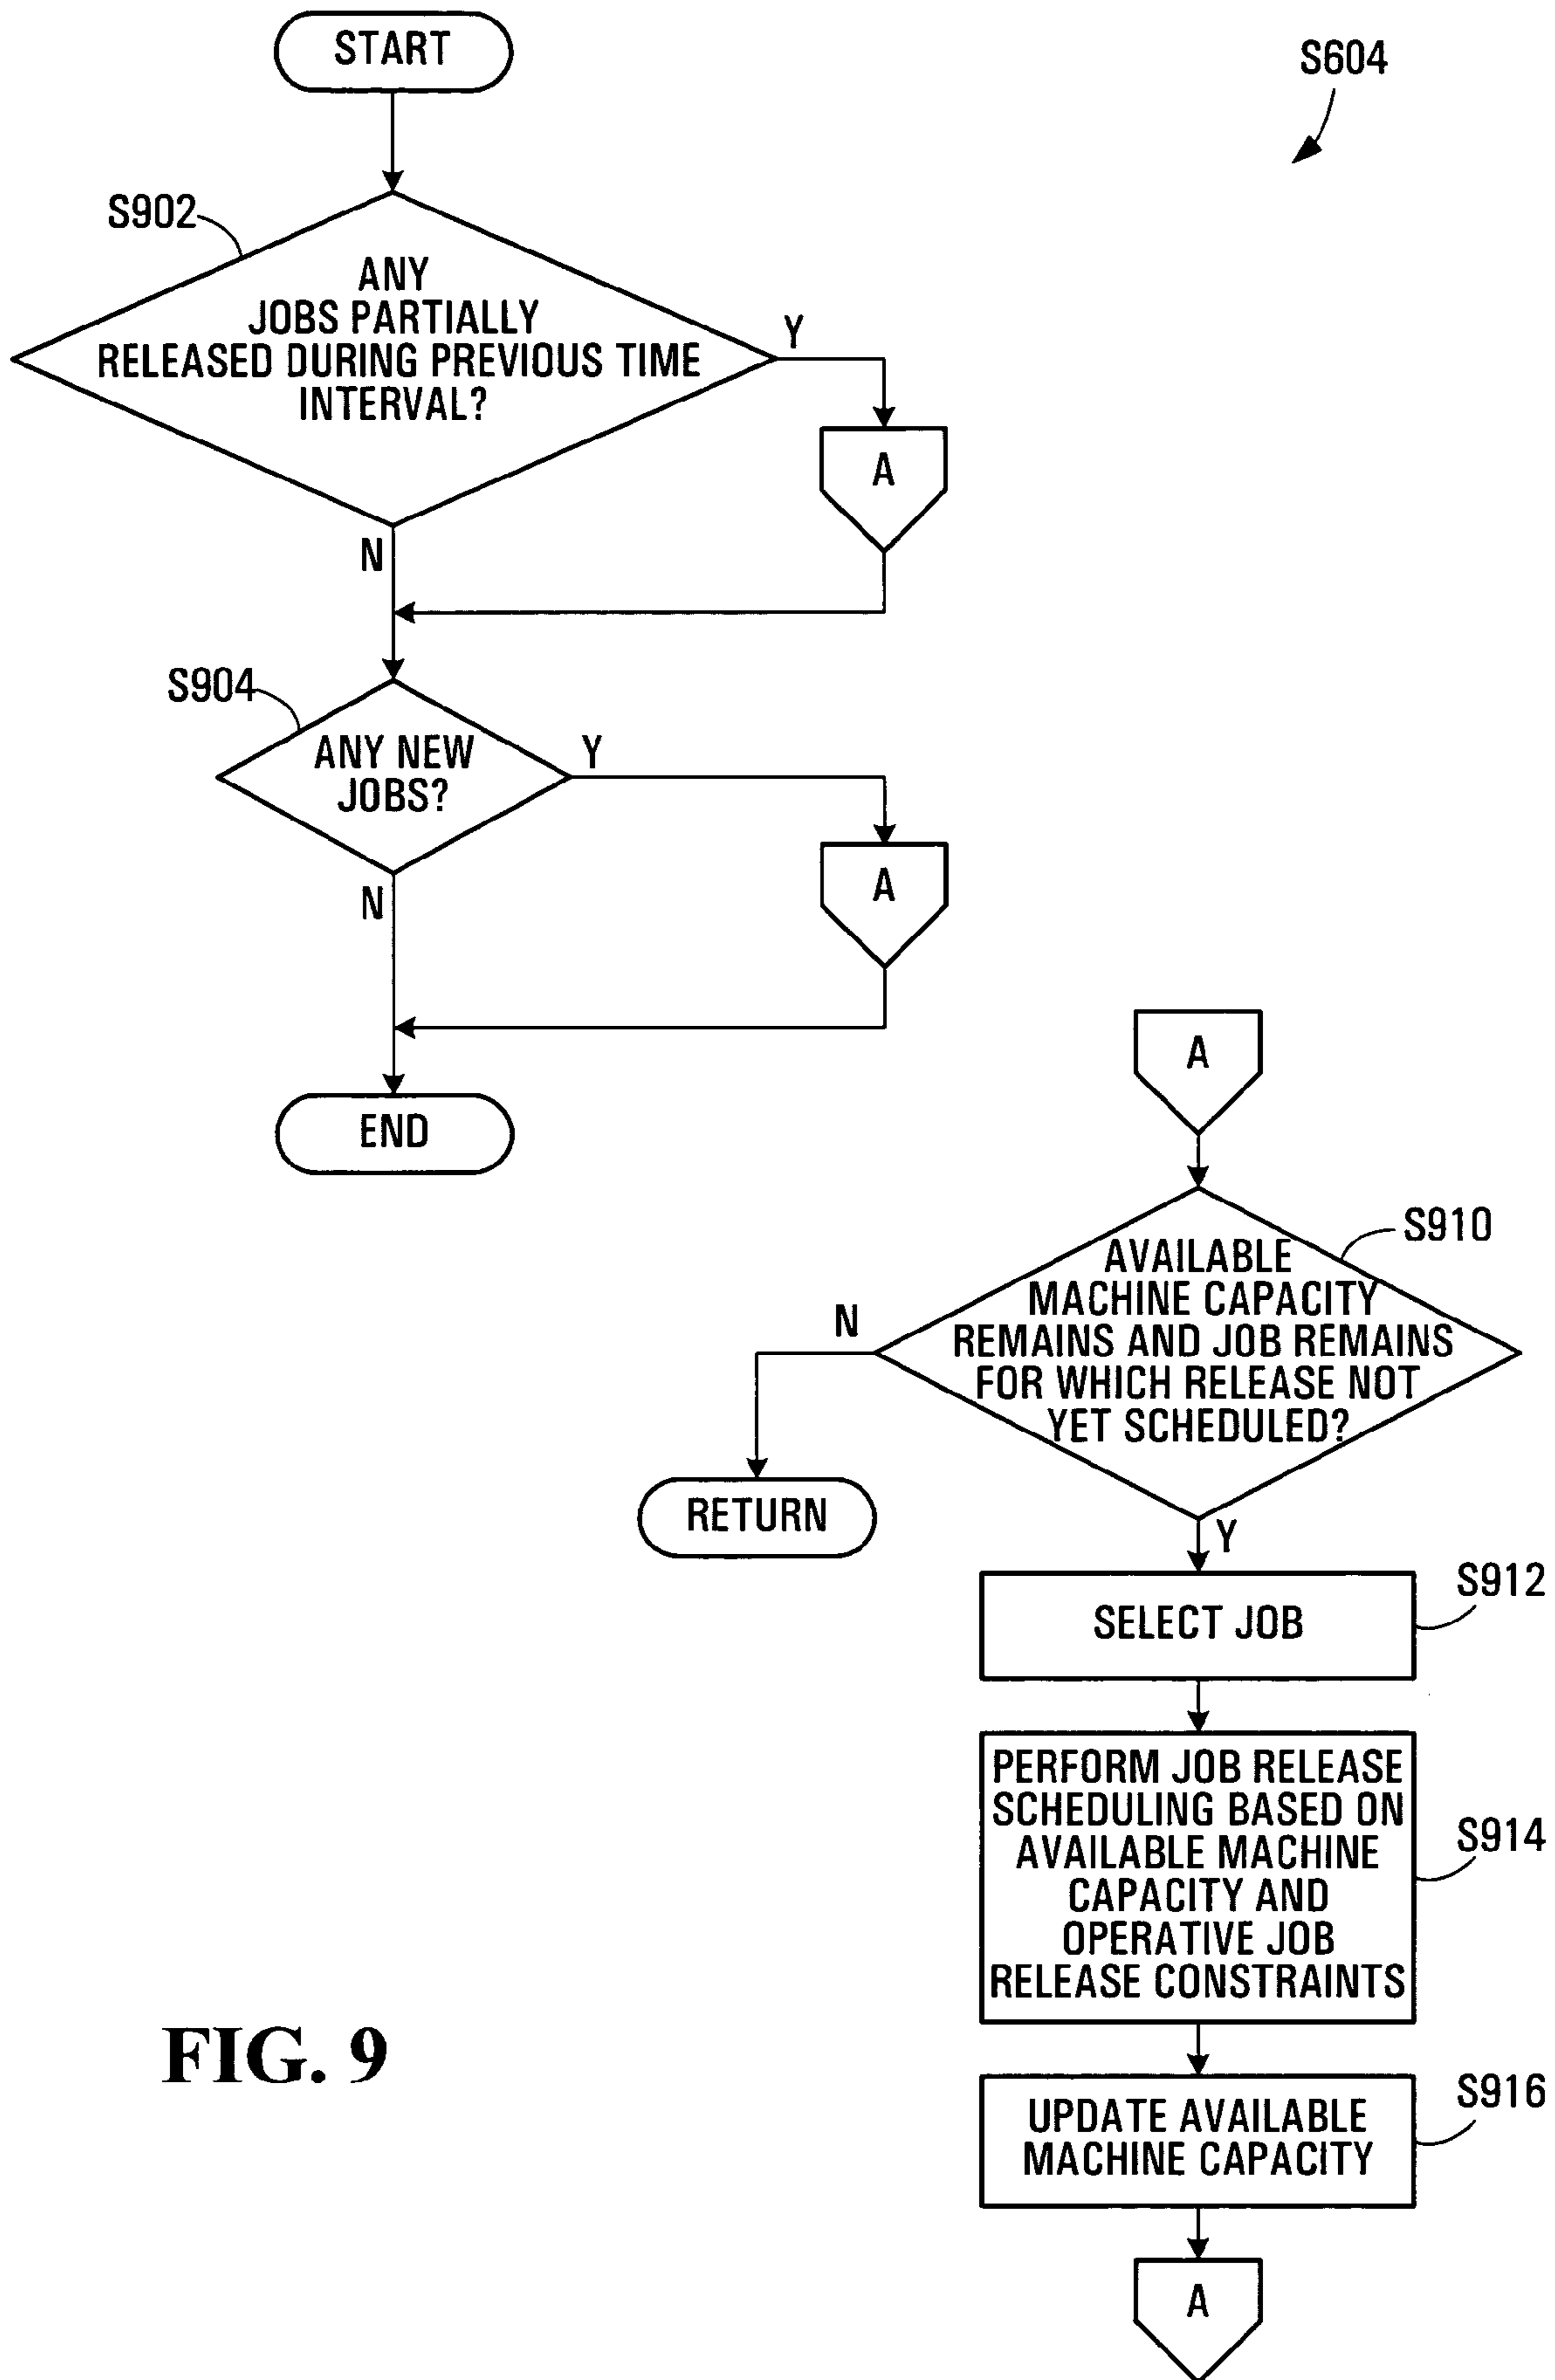 START
S604
S902
ANY
JOBS PARTIALLY
RELEASED DURING PREVIOUS TIME
INTERVAL?
Y
A
N
S904
ANY NEW
JOBS?
Y
A
N
END
A
S910
AVAILABLE
MACHINE CAPACITY
REMAINS AND JOB REMAINS
FOR WHICH RELEASE NOT
YET SCHEDULED?
N
RETURN
Y
SELECT JOB
S912
PERFORM JOB RELEASE
SCHEDULING BASED ON
AVAILABLE MACHINE
CAPACITY AND
OPERATIVE JOB
RELEASE CONSTRAINTS
S914
UPDATE AVAILABLE
MACHINE CAPACITY
S916
A
FIG. 9